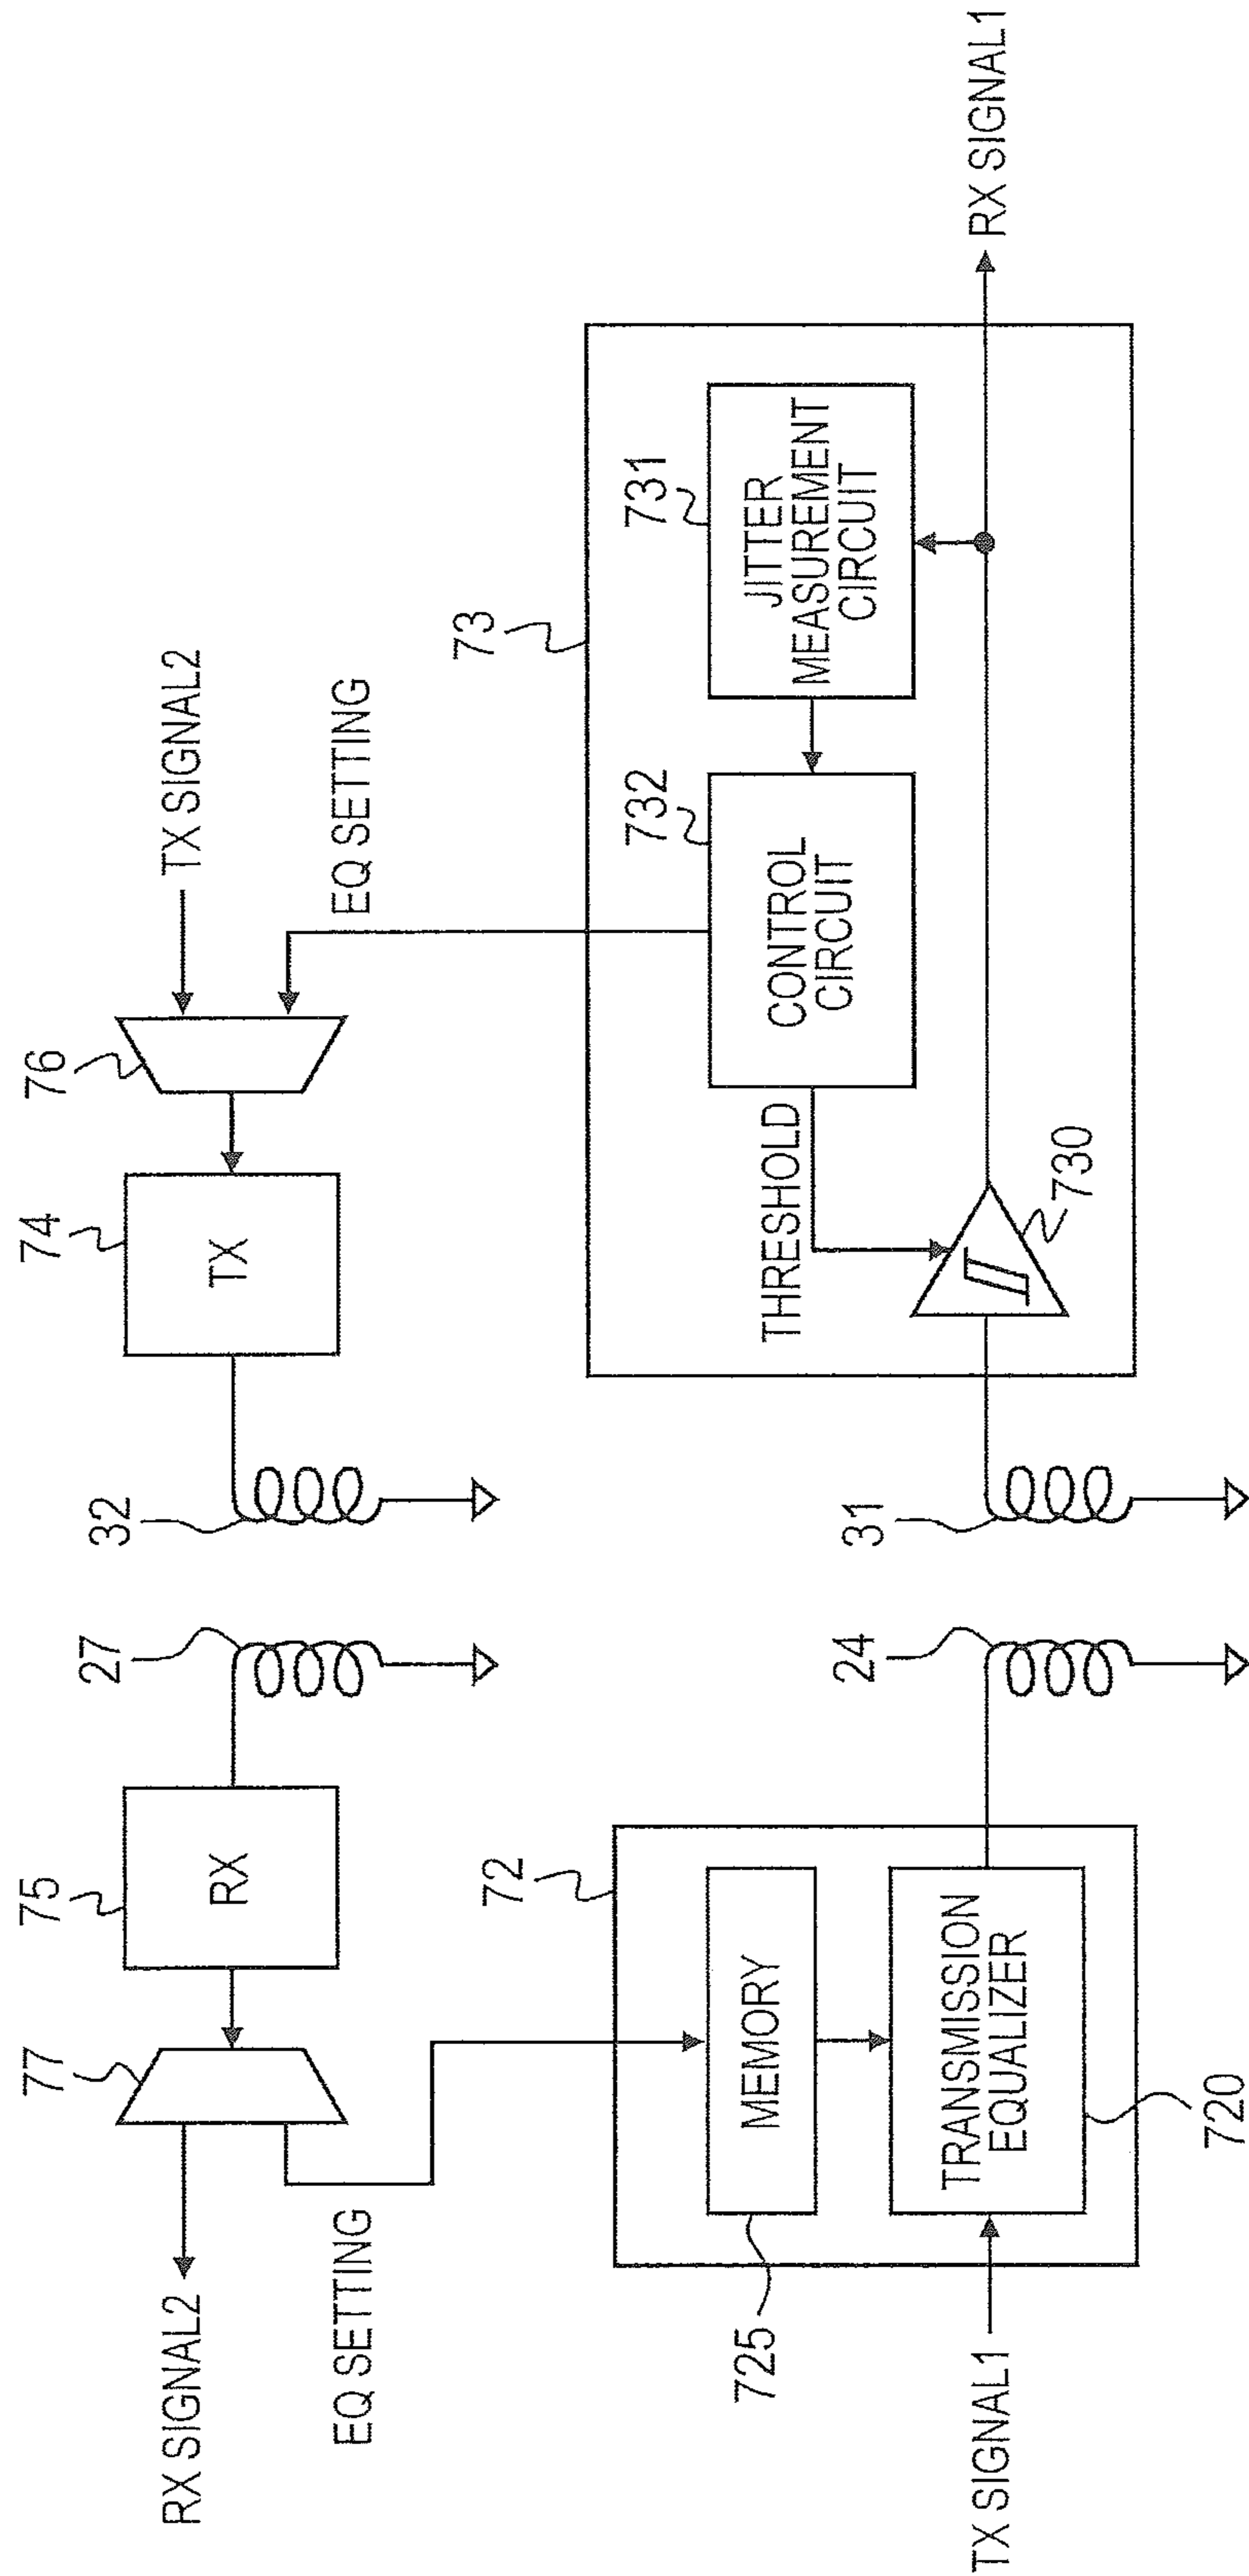 RX SIGNAL2
77
75
RX
27
32
74
TX
76
TX SIGNAL2
EQ SETTING
EQ SETTING
72
MEMORY
725
TRANSMISSION
EQUALIZER
720
TX SIGNAL1
24
31
73
THRESHOLD
732
CONTROL
CIRCUIT
731
JITTER
MEASUREMENT
CIRCUIT
730
RX SIGNAL1